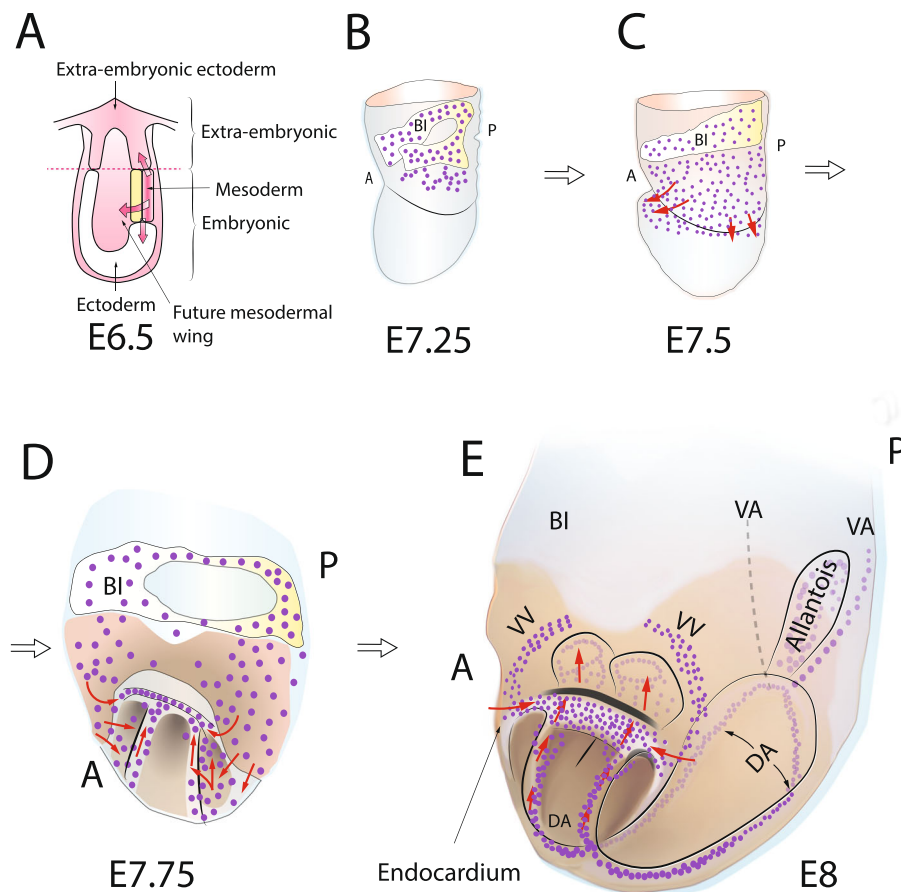 A
Extra-embryonic ectoderm
Extra-embryonic
Mesoderm
Embryonic
Ectoderm
Future mesodermal
wing
E6.5
B
BI
P
A
E7.25
C
BI
P
A
E7.5
D
BI
P
A
E7.75
E
P
BI
VA
VA
Allantois
VV
VV
A
DA
DA
Endocardium
E8